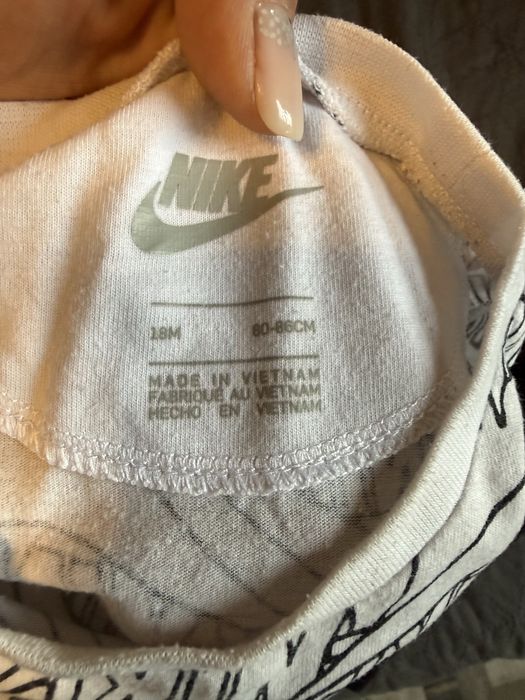 NIKE
18M 80-86CM
MADE IN VIETNAM
FABRIQUÉ AU VIETNAM
HECHO EN VIETNAM